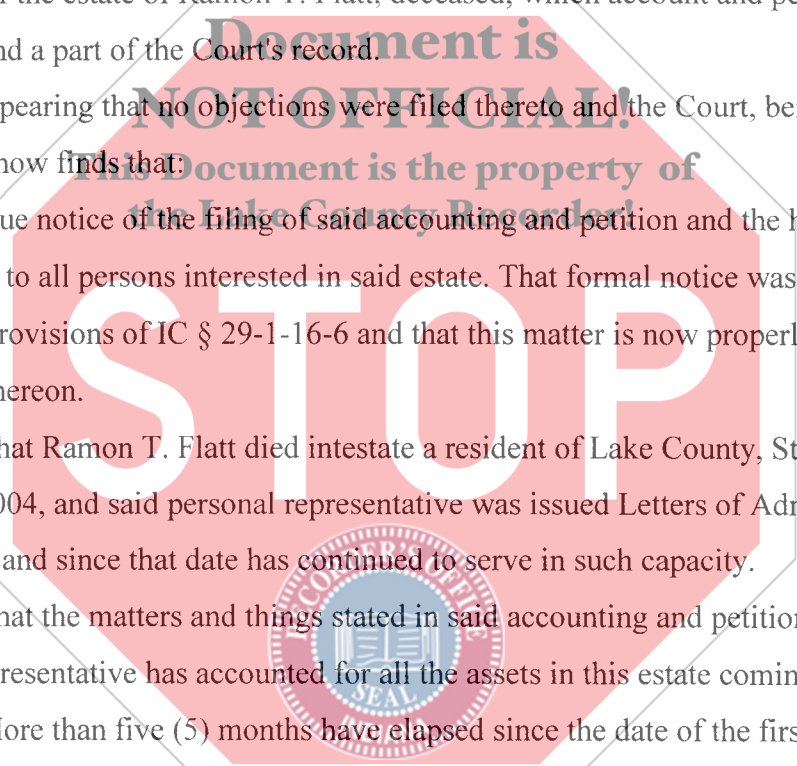 the estate of Ramon T. Flatt, deceased, which account and
Document is
nd a part of the Court's record.
NOT OFFICIAL!
pearing that no objections were filed thereto and the Court, be
This Document is the property of
now finds that:
the Lake County Recorder!
ue notice of the filing of said accounting and petition and the h
to all persons interested in said estate. That formal notice was
rovisions of IC § 29-1-16-6 and that this matter is now properl
hereon.
STOP
hat Ramon T. Flatt died intestate a resident of Lake County, St
004, and said personal representative was issued Letters of Adm
and since that date has continued to serve in such capacity.
RECORDER'S OFFICE
hat the matters and things stated in said accounting and petition
resentative has accounted for all the assets in this estate comin
SEAL
More than five (5) months have elapsed since the date of the firs